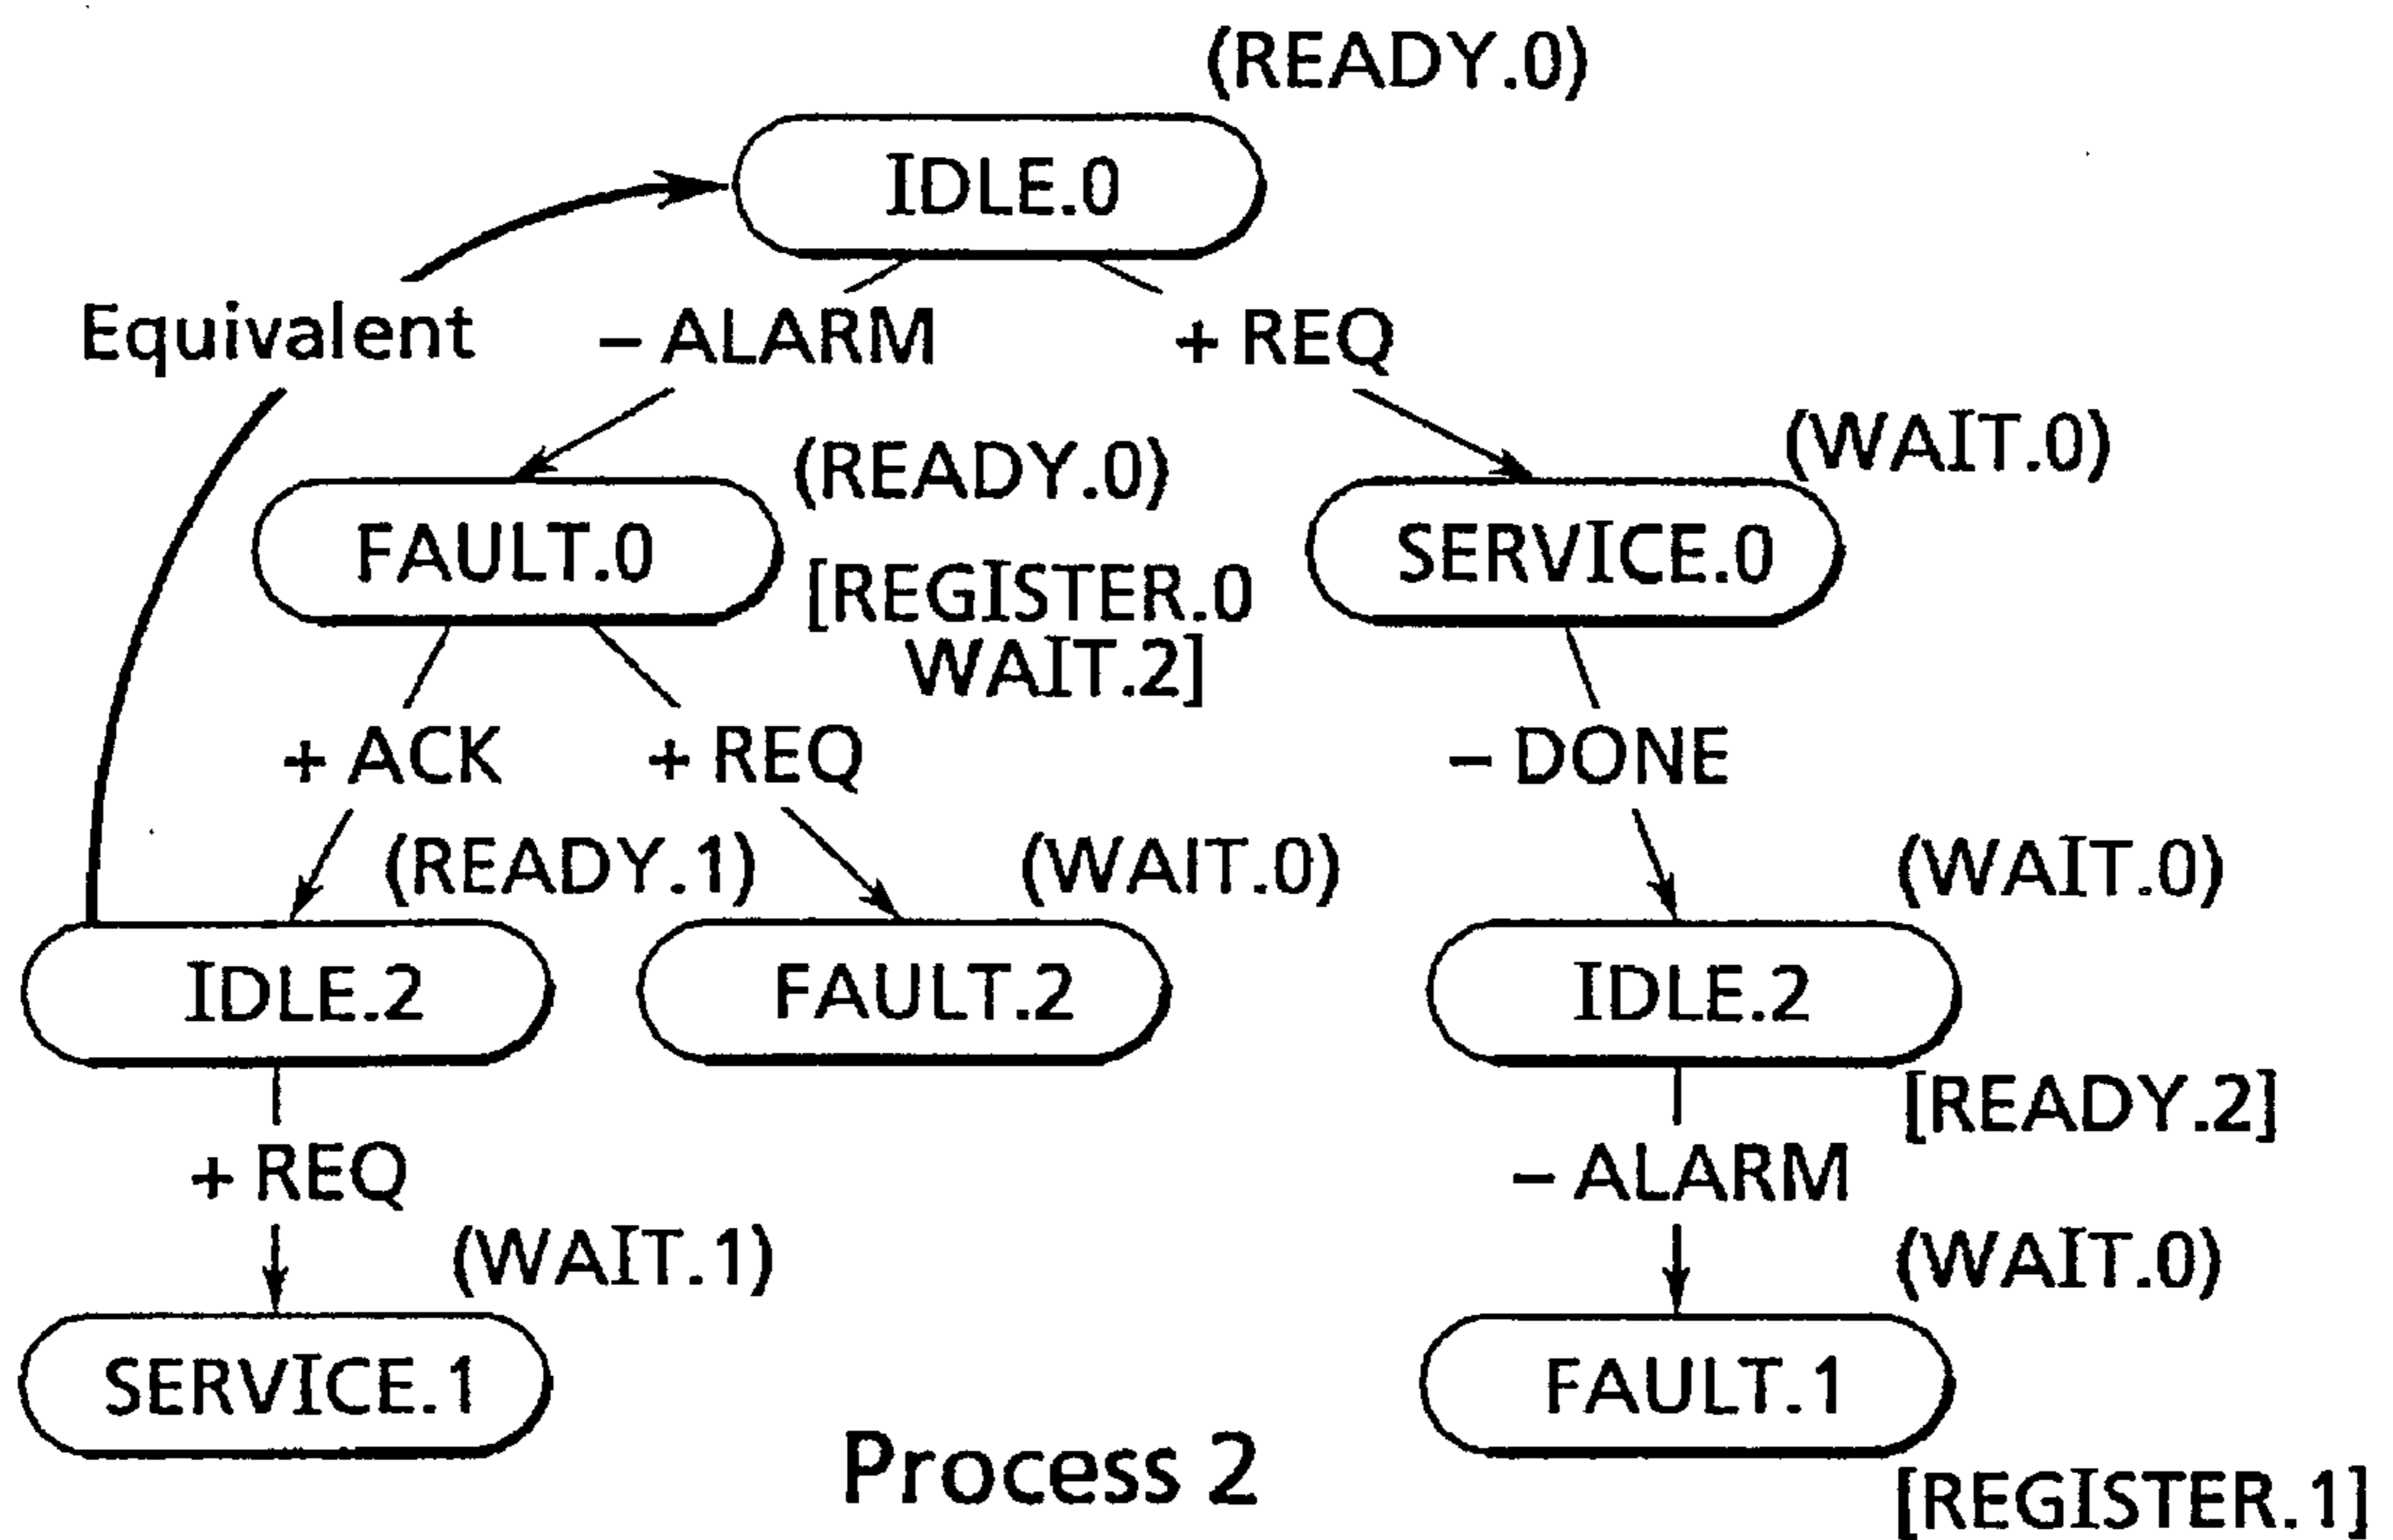 (READY.0)
IDLE.0
Equivalent
– ALARM
+ REQ
(READY.0)
(WAIT.0)
FAULT.0
SERVICE.0
[REGISTER.0
WAIT.2]
+ ACK
+ REQ
– DONE
(READY.1)
(WAIT.0)
(WAIT.0)
IDLE.2
FAULT.2
IDLE.2
[READY.2]
+ REQ
– ALARM
(WAIT.1)
(WAIT.0)
SERVICE.1
FAULT.1
Process 2
[REGISTER.1]